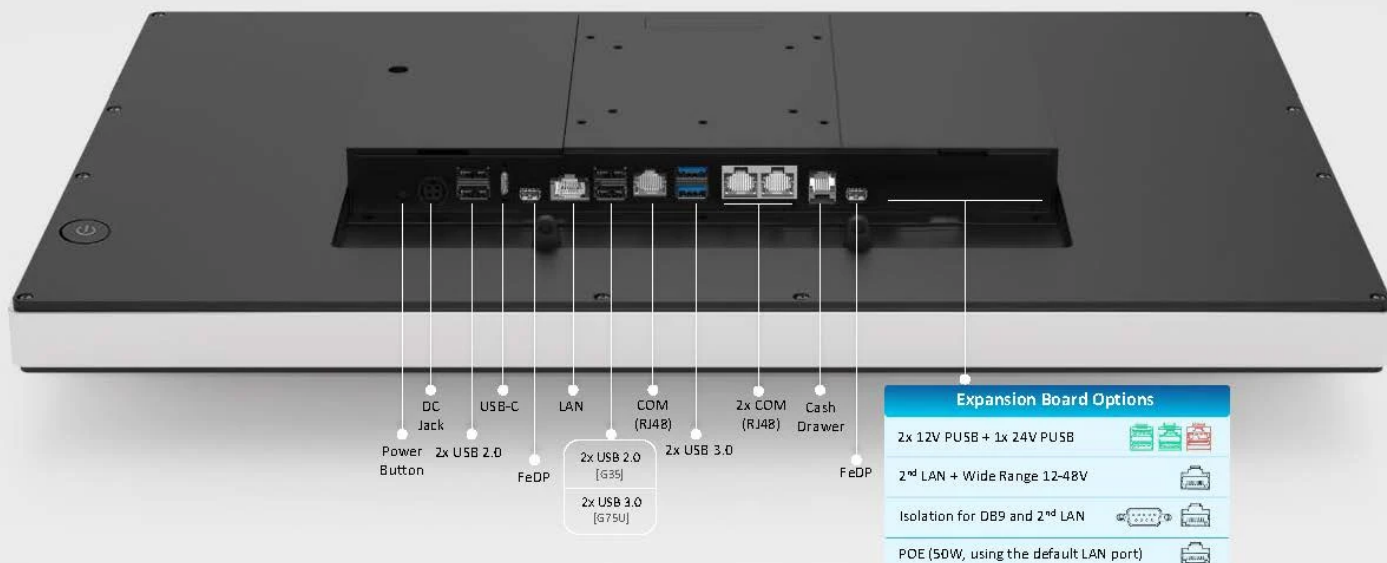 DC
Jack
USB-C
LAN
COM
(RJ48)
2x COM
(RJ48)
Cash
Drawer
Power
Button
2x USB 2.0
FeDP
2x USB 2.0
[G35]
2x USB 3.0
[G75U]
2x USB 3.0
FeDP
Expansion Board Options
2x 12V PUSB + 1x 24V PUSB
2nd LAN + Wide Range 12-48V
Isolation for DB9 and 2nd LAN
POE (50W, using the default LAN port)